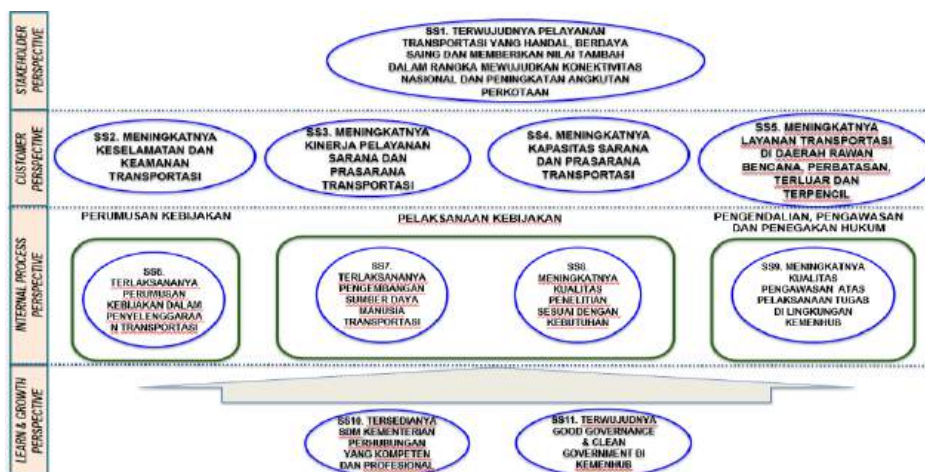 STAKEHOLDER
PERSPECTIVE
SS1. TERWUJUDNYA PELAYANAN
TRANSPORTASI YANG HANDAL, BERDAYA
SAING DAN MEMBERIKAN NILAI TAMBAH
DALAM RANGKA MEWUJUDKAN KONEKTIVITAS
NASIONAL DAN PENINGKATAN ANGKUTAN
PERKOTAAN
CUSTOMER
PERSPECTIVE
SS2. MENINGKATNYA
KESELAMATAN DAN
KEAMANAN
TRANSPORTASI
SS3. MENINGKATNYA
KINERJA PELAYANAN
SARANA DAN
PRASARANA
TRANSPORTASI
SS4. MENINGKATNYA
KAPASITAS SARANA
DAN PRASARANA
TRANSPORTASI
SS5. MENINGKATNYA
LAYANAN TRANSPORTASI
DI DAERAH RAWAN
BENCANA, PERBATASAN,
TERLUAR DAN
TERPENCIL
INTERNAL PROCESS
PERSPECTIVE
PERUMUSAN KEBIJAKAN
SS6.
TERLAKSANANYA
PERUMUSAN
KEBIJAKAN DALAM
PENYELENGGARAA
N TRANSPORTASI
PELAKSANAAN KEBIJAKAN
SS7.
TERLAKSANANYA
PENGEMBANGAN
SUMBER DAYA
MANUSIA
TRANSPORTASI
SS8.
MENINGKATNYA
KUALITAS
PENELITIAN
SESUAI DENGAN
KEBUTUHAN
PENGENDALIAN, PENGAWASAN
DAN PENEGAKAN HUKUM
SS9. MENINGKATNYA
KUALITAS
PENGAWASAN ATAS
PELAKSANAAN TUGAS
DI LINGKUNGAN
KEMENHUB
LEARN & GROWTH
PERSPECTIVE
SS10. TERSEDIANYA
SDM KEMENTERIAN
PERHUBUNGAN
YANG KOMPETEN
DAN PROFESIONAL
SS11. TERWUJUDNYA
GOOD GOVERNANCE
& CLEAN
GOVERNMENT DI
KEMENHUB